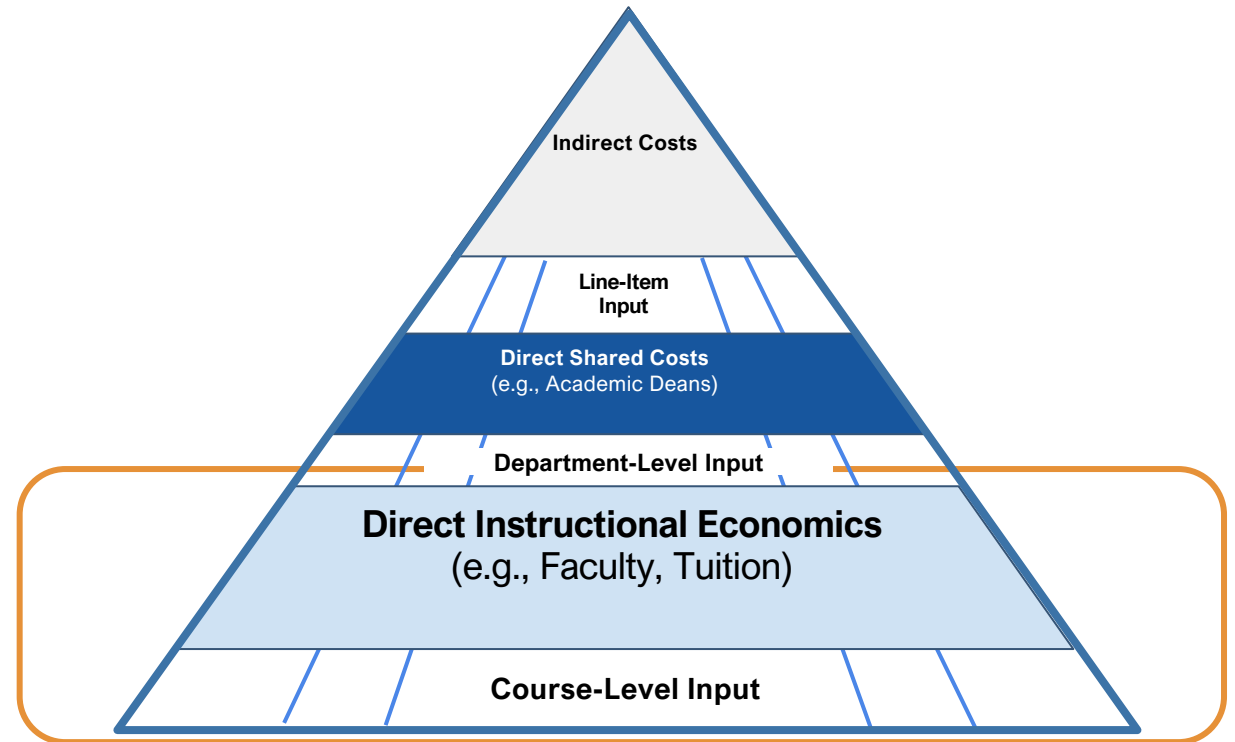 Indirect Costs
Line-Item
Input
Direct Shared Costs
(e.g., Academic Deans)
Department-Level Input
Direct Instructional Economics
(e.g., Faculty, Tuition)
Course-Level Input